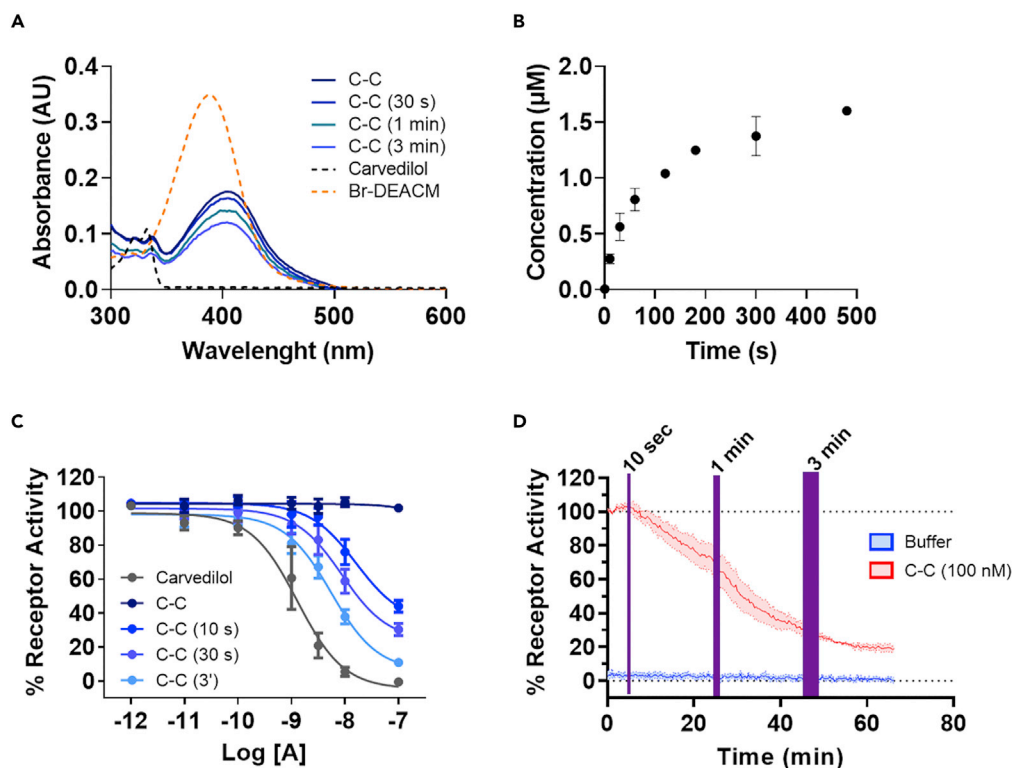 A
0.4
0.3
0.2
0.1
0.0
Absorbance (AU)
300
400
500
600
Wavelenght (nm)
C-C
C-C (30 s)
C-C (1 min)
C-C (3 min)
Carvedilol
Br-DEACM
B
2.0
1.5
1.0
0.5
0.0
Concentration (µM)
0
100
200
300
400
500
Time (s)
C
120
100
80
60
40
20
0
% Receptor Activity
-12
-11
-10
-9
-8
-7
Log [A]
Carvedilol
C-C
C-C (10 s)
C-C (30 s)
C-C (3')
D
10 sec
1 min
3 min
120
100
80
60
40
20
0
% Receptor Activity
0
20
40
60
80
Time (min)
Buffer
C-C (100 nM)